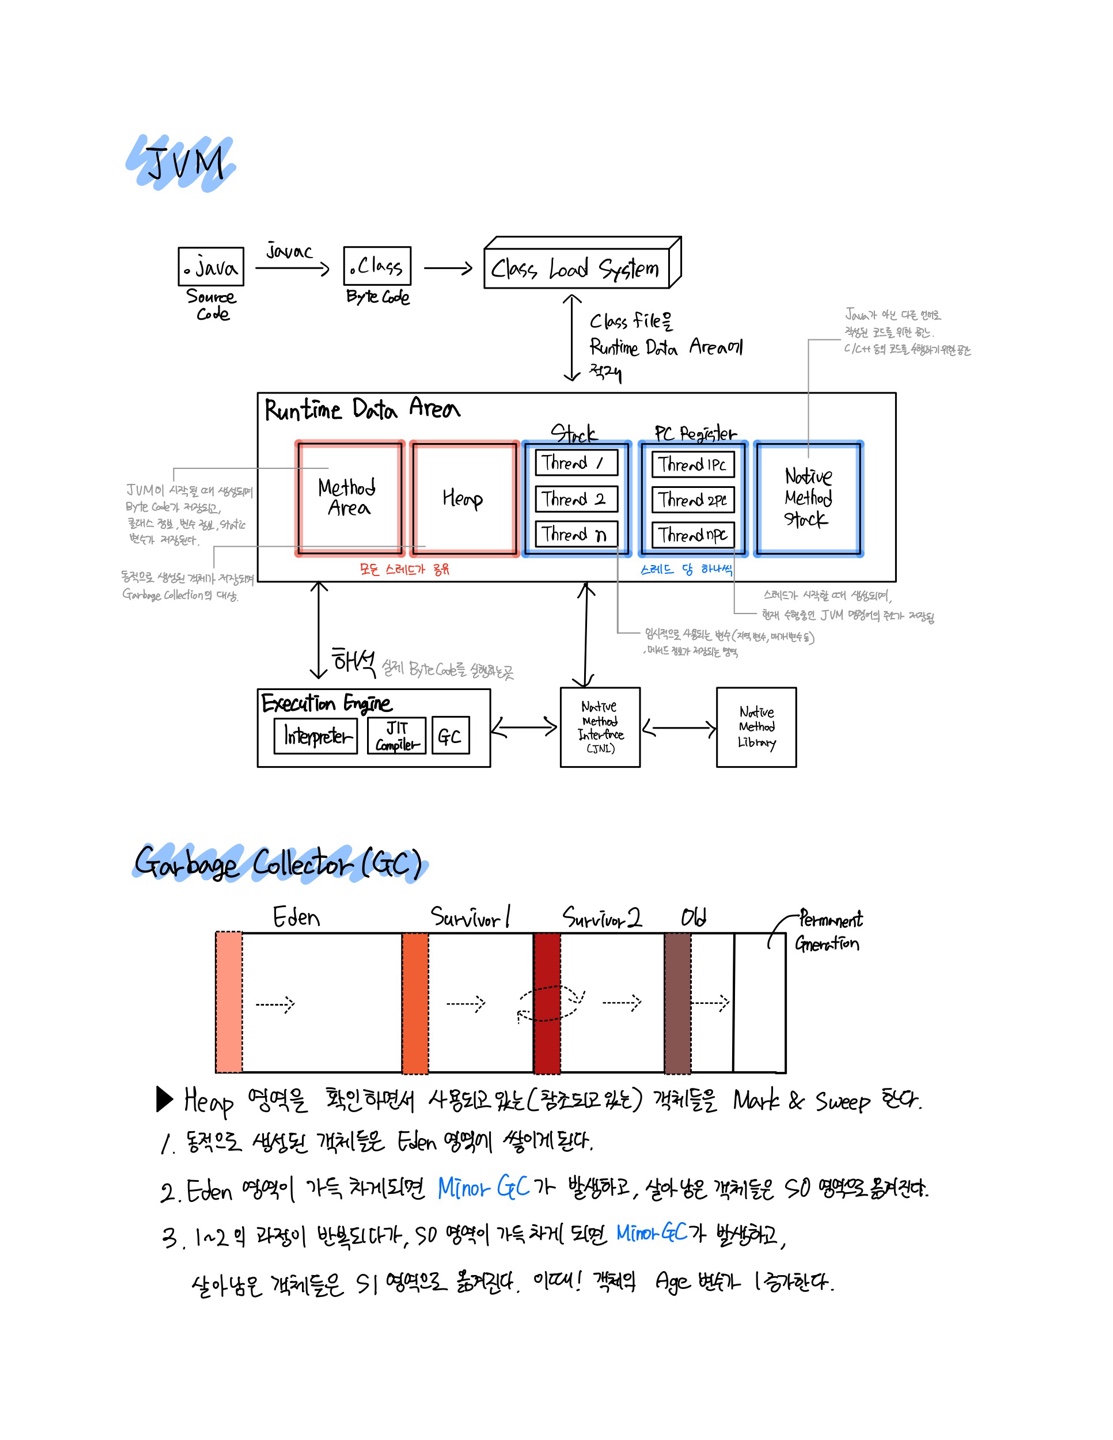 JVM
.java
javac
.Class
Class Load System
Source
Code
Byte Code
Class file을
Runtime Data Area에
적재
Java가 아닌 다른 언어로
작성된 코드를 위한 공간.
C/C++ 등의 코드를 수행하기 위한 공간
Runtime Data Area
Stack
PC Register
Method
Area
Heap
Thread 1
Thread 2
Thread n
Thread 1PC
Thread 2PC
Thread nPC
Native
Method
Stack
JVM이 시작될 때 생성되며
Byte Code가 저장되고,
클래스 정보, 변수 정보, Static
변수가 저장된다.
모든 스레드가 공유
스레드 당 하나씩
동적으로 생성된 객체가 저장되며
Garbage Collection의 대상.
스레드가 시작할 때 생성되며,
현재 수행중인 JVM 명령어의 주소가 저장됨
임시적으로 사용되는 변수(지역변수, 매개변수 등)
, 메서드 정보가 저장되는 영역
해석 실제 Byte Code를 실행하는 곳
Execution Engine
Interpreter
JIT
Compiler
GC
Native
Method
Interface
(JNI)
Native
Method
Library
Garbage Collector(GC)
Eden
Survivor1
Survivor2
Old
Permanent
Gneration
▶ Heap 영역을 확인하면서 사용되고 있는(참조되고 있는) 객체들을 Mark & Sweep 한다.
1. 동적으로 생성된 객체들은 Eden 영역에 쌓이게 된다.
2. Eden 영역이 가득 차게되면 Minor GC가 발생하고, 살아남은 객체들은 S0 영역으로 옮겨진다.
3. 1~2의 과정이 반복되다가, S0 영역이 가득차게 되면 Minor GC가 발생하고,
살아남은 객체들은 S1 영역으로 옮겨진다. 이때! 객체의 Age 변수가 1 증가한다.